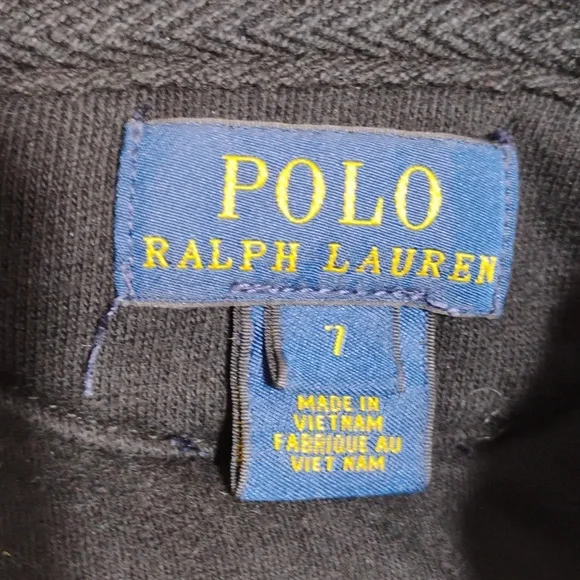 POLO
RALPH LAUREN
7
MADE IN
VIETNAM
FABRIQUE AU
VIET NAM